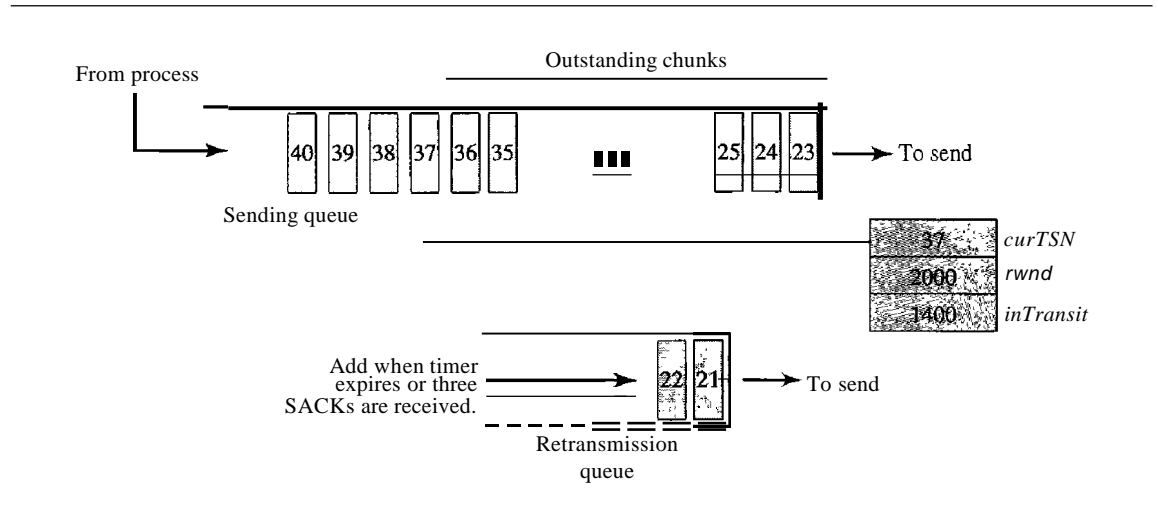 Outstanding chunks
From process
40 39 38 37 36 35 25 24 23
To send
Sending queue
37 curTSN
2000 rwnd
1400 inTransit
Add when timer
expires or three
SACKs are received.
22 21
To send
Retransmission
queue